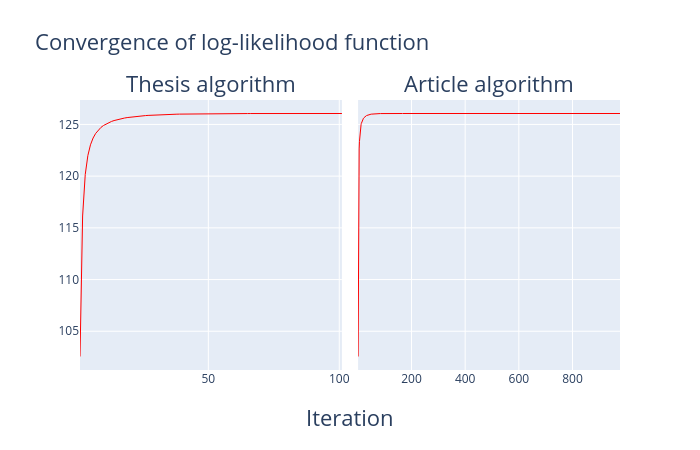 Convergence of log-likelihood function
Thesis algorithm
Article algorithm
125
120
115
110
105
50
100
200
400
600
800
Iteration